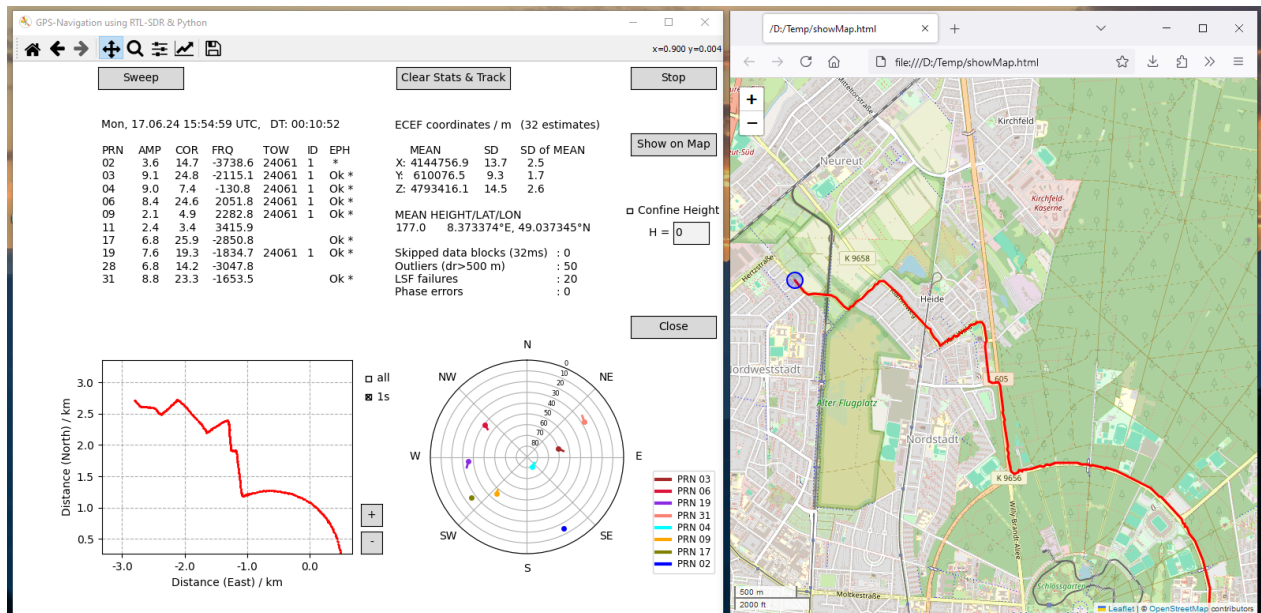 GPS-Navigation using RTL-SDR & Python
x=0.900 y=0.004
Sweep
Clear Stats & Track
Stop
Mon, 17.06.24 15:54:59 UTC, DT: 00:10:52
PRN AMP COR FRQ TOW ID EPH
02 3.6 14.7 -3738.6 24061 1 *
03 9.1 24.8 -2115.1 24061 1 Ok *
04 9.0 7.4 -130.8 24061 1 Ok *
06 8.4 24.6 2051.8 24061 1 Ok *
09 2.1 4.9 2282.8 24061 1 Ok *
11 2.4 3.4 3415.9
17 6.8 25.9 -2850.8 Ok *
19 7.6 19.3 -1834.7 24061 1 Ok *
28 6.8 14.2 -3047.8
31 8.8 23.3 -1653.5 Ok *
ECEF coordinates / m (32 estimates)
MEAN SD SD of MEAN
X: 4144756.9 13.7 2.5
Y: 610076.5 9.3 1.7
Z: 4793416.1 14.5 2.6
MEAN HEIGHT/LAT/LON
177.0 8.373374°E, 49.037345°N
Skipped data blocks (32ms) : 0
Outliers (dr>500 m) : 50
LSF failures : 20
Phase errors : 0
Show on Map
Confine Height
H = 0
Close
3.0
2.5
2.0
1.5
1.0
0.5
-3.0 -2.0 -1.0 0.0
Distance (North) / km
Distance (East) / km
all
1s
+
-
N
NE
E
SE
S
SW
W
NW
0
10
20
30
40
50
60
70
80
PRN 03
PRN 06
PRN 19
PRN 31
PRN 04
PRN 09
PRN 17
PRN 02
/D:/Temp/showMap.html
file:///D:/Temp/showMap.html
+
−
Kirchfeld
Neureut
Kirchfeld-
Kaserne
K 9658
Hertzstraße
Heide
605
Nordweststadt
Alter Flugplatz
Nordstadt
K 9656
Willy-Brandt-Allee
Schlossgarten
Moltkestraße
500 m
2000 ft
Leaflet | © OpenStreetMap contributors